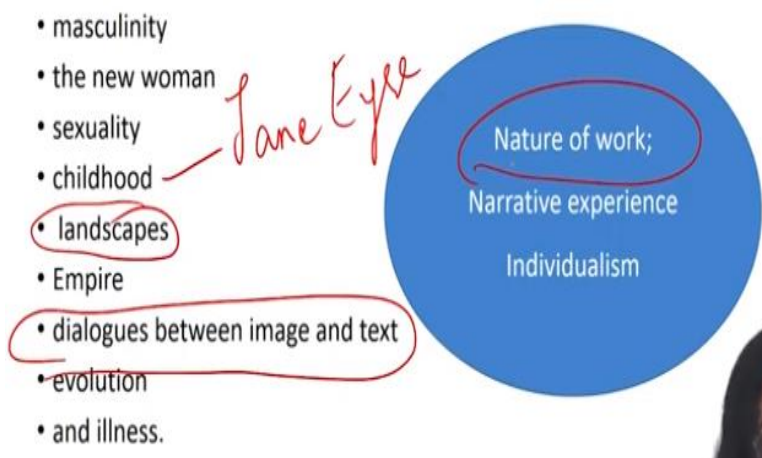 • masculinity
• the new woman
• sexuality
• childhood
Jane Eyre
• landscapes
• Empire
• dialogues between image and text
• evolution
• and illness.
Nature of work;
Narrative experience
Individualism